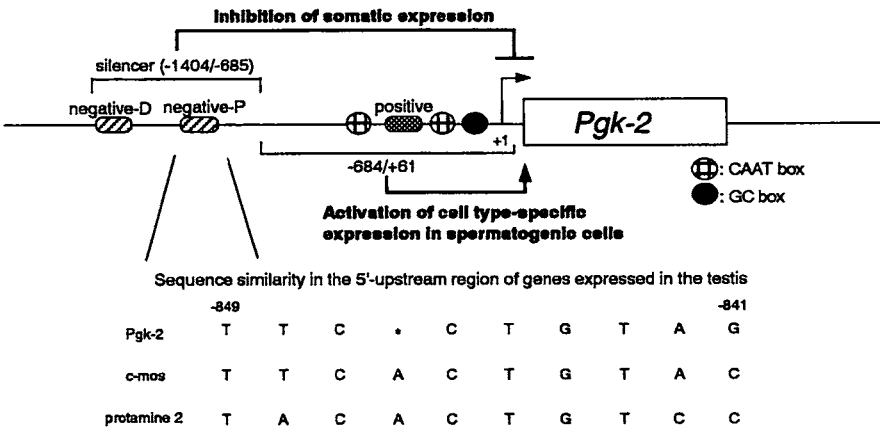 Inhibition of somatic expression
silencer (-1404/-685)
negative-D negative-P positive
+1
Pgk-2
-684/+61
: CAAT box
: GC box
Activation of cell type-specific
expression in spermatogenic cells
Sequence similarity in the 5'-upstream region of genes expressed in the testis
-849 -841
Pgk-2 T T C * C T G T A G
c-mos T T C A C T G T A C
protamine 2 T A C A C T G T C C